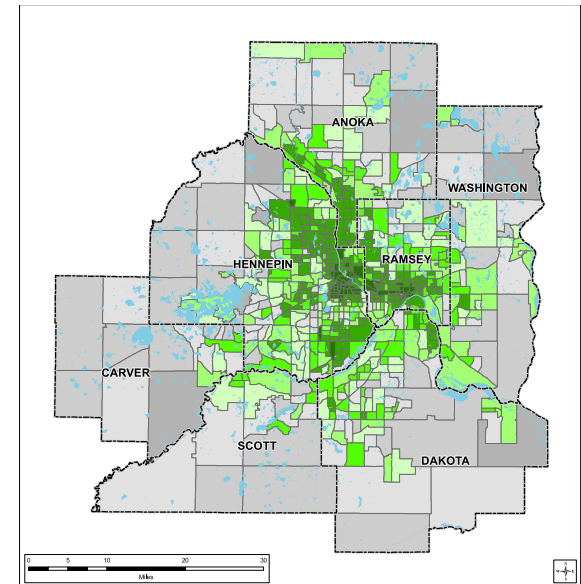 ANOKA
WASHINGTON
HENNEPIN
RAMSEY
CARVER
SCOTT
DAKOTA
0 5 10 20 30
Miles